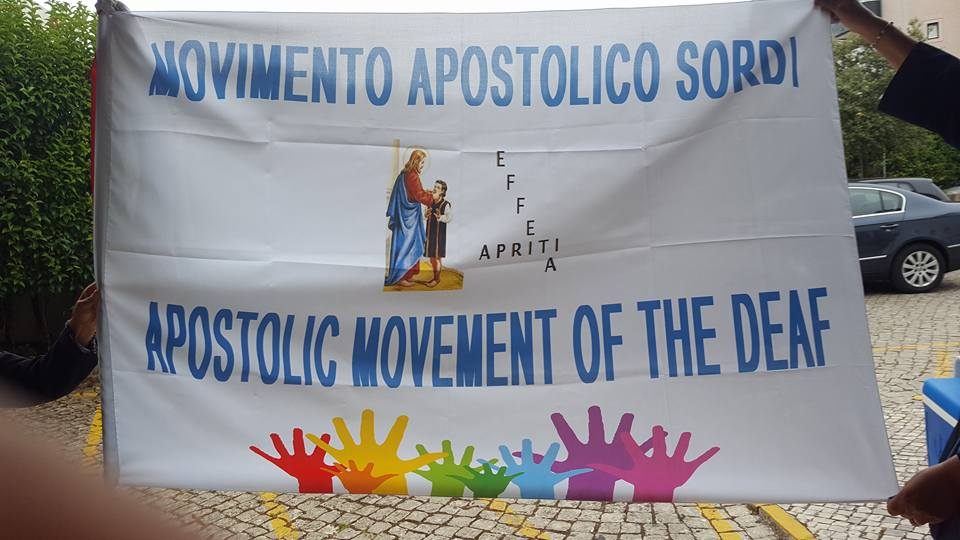 MOVIMENTO APOSTOLICO SORDI
E
F
F
E
APRITI
A
APOSTOLIC MOVEMENT OF THE DEAF